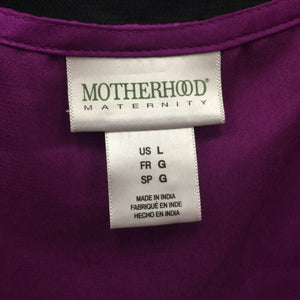 MOTHERHOOD®
MATERNITY
US L
FR G
SP G
MADE IN INDIA
FABRIQUÉ EN INDE
HECHO EN INDIA